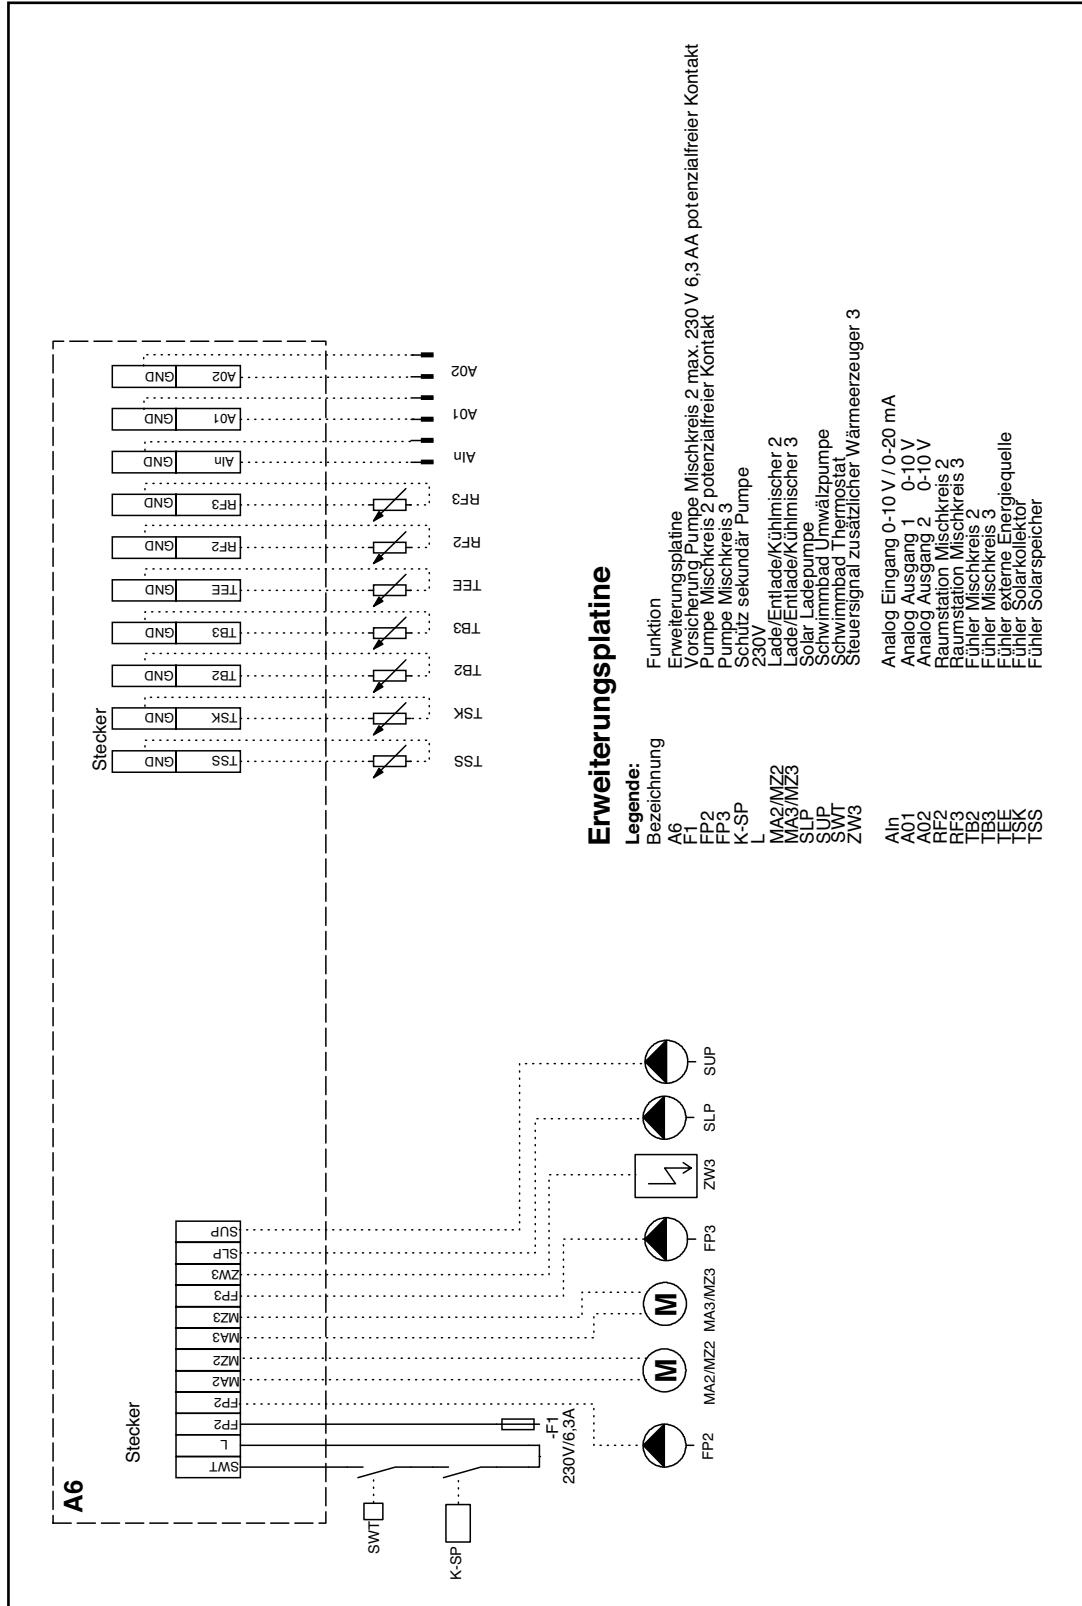 A6
Stecker
SWT
L
FP2
FP2
MA2
MZ2
MA3
MZ3
FP3
ZW3
SLP
SUP
Stecker
TSS GND
TSK GND
TB2 GND
TB3 GND
TEE GND
RF2 GND
RF3 GND
AIn GND
A01 GND
A02 GND
TSS
TSK
TB2
TB3
TEE
RF2
RF3
AIn
A01
A02
SWT
K-SP
-F1
230V/6,3A
FP2
M
MA2/MZ2
M
MA3/MZ3
FP3
ZW3
SLP
SUP
Erweiterungsplatine
Legende:
Bezeichnung Funktion
A6 Erweiterungsplatine
F1 Vorsicherung Pumpe Mischkreis 2 max. 230 V 6,3 AA potenzialfreier Kontakt
FP2 Pumpe Mischkreis 2 potenzialfreier Kontakt
FP3 Pumpe Mischkreis 3
K-SP Schütz sekundär Pumpe
L 230V
MA2/MZ2 Lade/Entlade/Kühlmischer 2
MA3/MZ3 Lade/Entlade/Kühlmischer 3
SLP Solar Ladepumpe
SUP Schwimmbad Umwälzpumpe
SWT Schwimmbad Thermostat
ZW3 Steuersignal zusätzlicher Wärmeerzeuger 3
AIn Analog Eingang 0-10 V / 0-20 mA
A01 Analog Ausgang 1 0-10 V
A02 Analog Ausgang 2 0-10 V
RF2 Raumstation Mischkreis 2
RF3 Raumstation Mischkreis 3
TB2 Fühler Mischkreis 2
TB3 Fühler Mischkreis 3
TEE Fühler externe Energiequelle
TSK Fühler Solarkollektor
TSS Fühler Solarspeicher